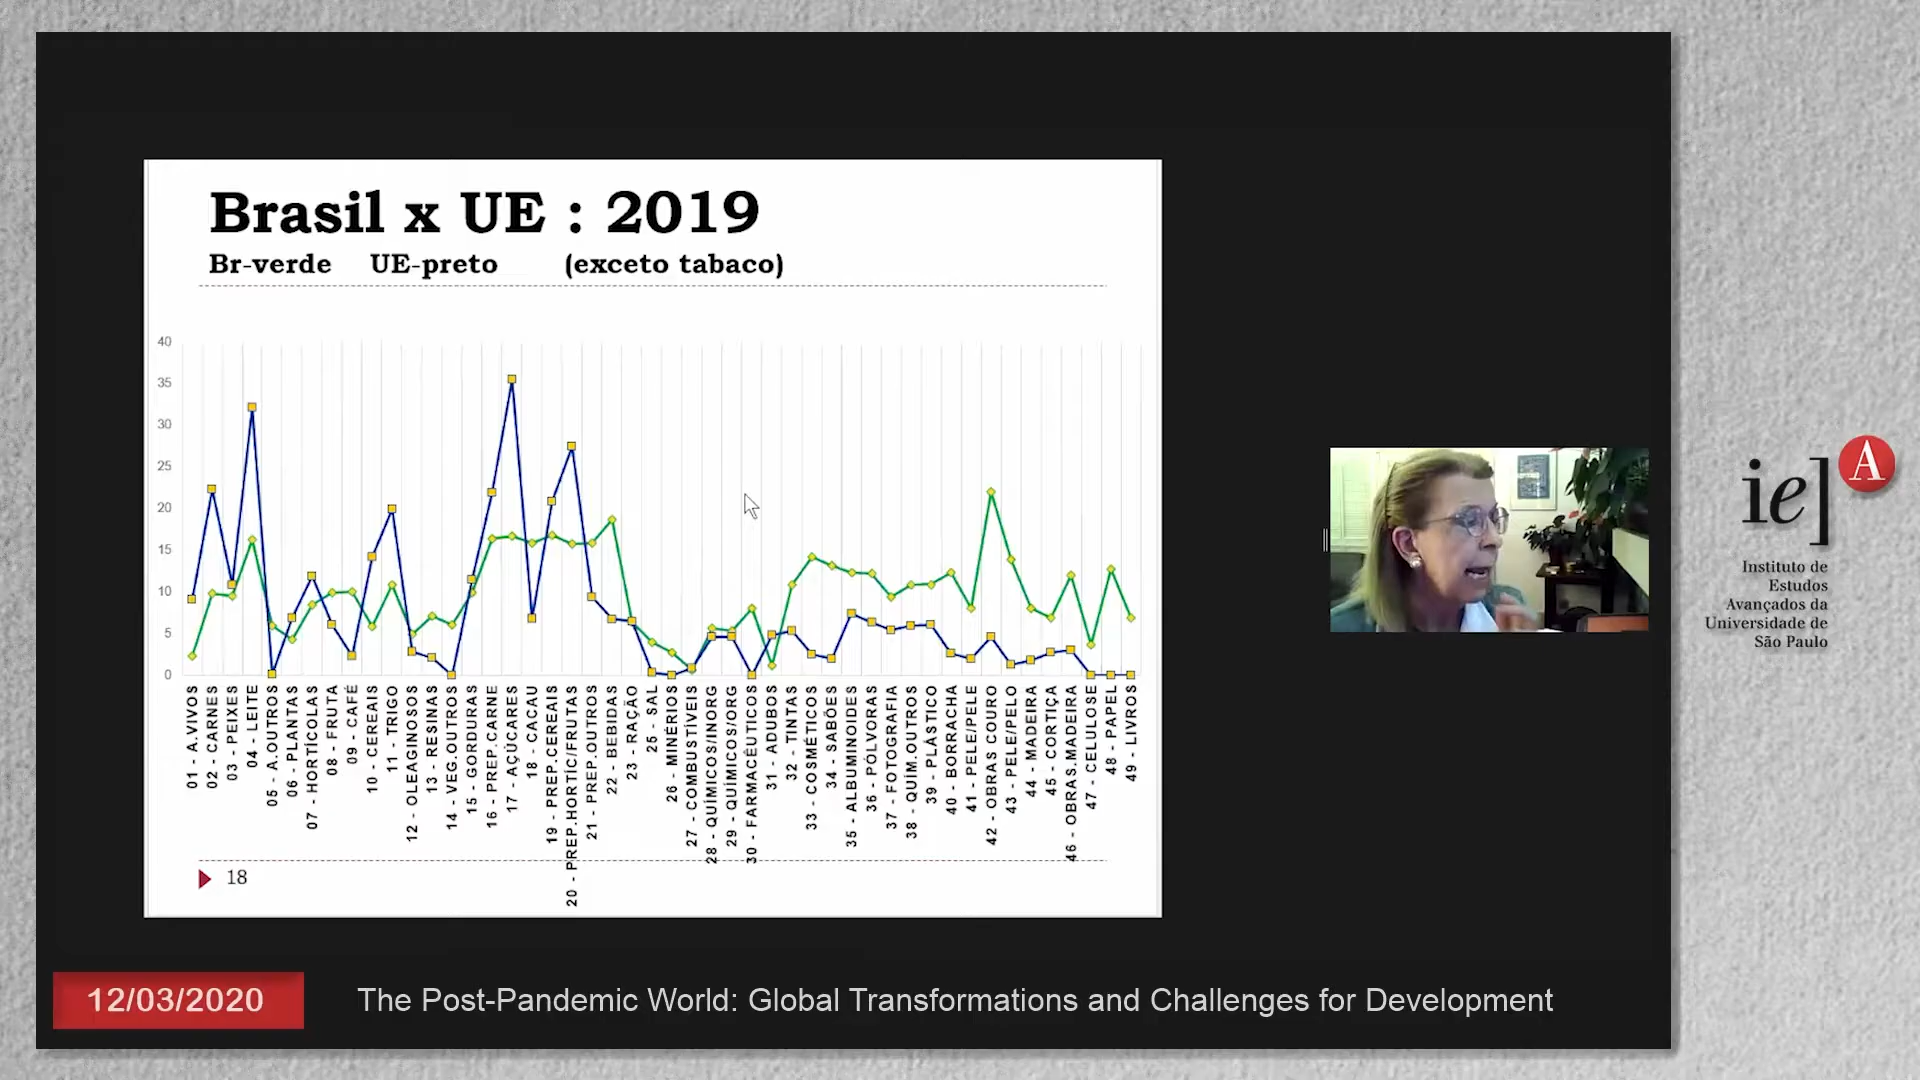 Brasil x UE : 2019
Br-verde UE-preto (exceto tabaco)
40
35
30
25
20
15
10
5
0
01 - A.VIVOS
02 - CARNES
03 - PEIXES
04 - LEITE
05 - A.OUTROS
06 - PLANTAS
07 - HORTÍCOLAS
08 - FRUTA
09 - CAFÉ
10 - CEREAIS
11 - TRIGO
12 - OLEAGINOSOS
13 - RESINAS
14 - VEG.OUTROS
15 - GORDURAS
16 - PREP.CARNE
17 - AÇÚCARES
18 - CACAU
19 - PREP.CEREAIS
20 - PREP.HORTÍC/FRUTAS
21 - PREP.OUTROS
22 - BEBIDAS
23 - RAÇÃO
25 - SAL
26 - MINÉRIOS
27 - COMBUSTÍVEIS
28 - QUÍMICOS/INORG
29 - QUÍMICOS/ORG
30 - FARMACÊUTICOS
31 - ADUBOS
32 - TINTAS
33 - COSMÉTICOS
34 - SABÕES
35 - ALBUMINOIDES
36 - PÓLVORAS
37 - FOTOGRAFIA
38 - QUÍM.OUTROS
39 - PLÁSTICO
40 - BORRACHA
41 - PELE/PELE
42 - OBRAS COURO
43 - PELE/PELO
44 - MADEIRA
45 - CORTIÇA
46 - OBRAS.MADEIRA
47 - CELULOSE
48 - PAPEL
49 - LIVROS
18
iea
Instituto de
Estudos
Avançados da
Universidade de
São Paulo
12/03/2020
The Post-Pandemic World: Global Transformations and Challenges for Development